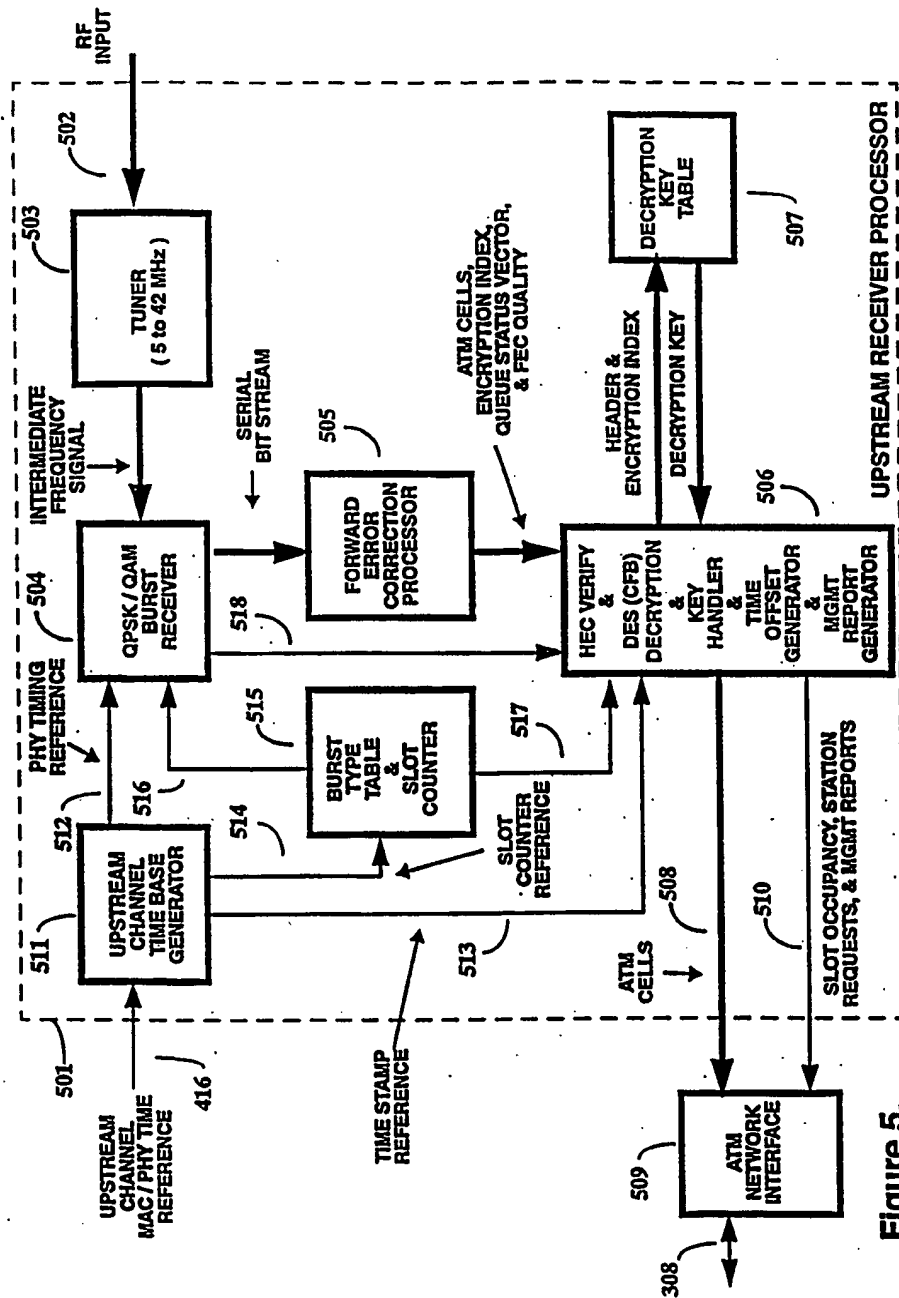 RF
INPUT
502
503
TUNER
( 5 to 42 MHz )
INTERMEDIATE
FREQUENCY
SIGNAL
504
QPSK / QAM
BURST
RECEIVER
PHY TIMING
REFERENCE
512
511
UPSTREAM
CHANNEL
TIME BASE
GENERATOR
501
UPSTREAM
CHANNEL
MAC / PHY TIME
REFERENCE
416
SERIAL
BIT STREAM
505
FORWARD
ERROR
CORRECTION
PROCESSOR
518
516
515
BURST
TYPE
TABLE
&
SLOT
COUNTER
514
SLOT
COUNTER
REFERENCE
517
513
TIME STAMP
REFERENCE
ATM CELLS,
ENCRYPTION INDEX,
QUEUE STATUS VECTOR,
& FEC QUALITY
DECRYPTION
KEY
TABLE
507
HEADER &
ENCRYPTION INDEX
DECRYPTION KEY
506
HEC VERIFY
&
DES (CFB)
DECRYPTION
&
KEY
HANDLER
&
TIME
OFFSET
GENERATOR
&
MGMT
REPORT
GENERATOR
UPSTREAM RECEIVER PROCESSOR
508
ATM
CELLS
510
SLOT OCCUPANCY, STATION
REQUESTS, & MGMT REPORTS
509
ATM
NETWORK
INTERFACE
308
Figure 5.